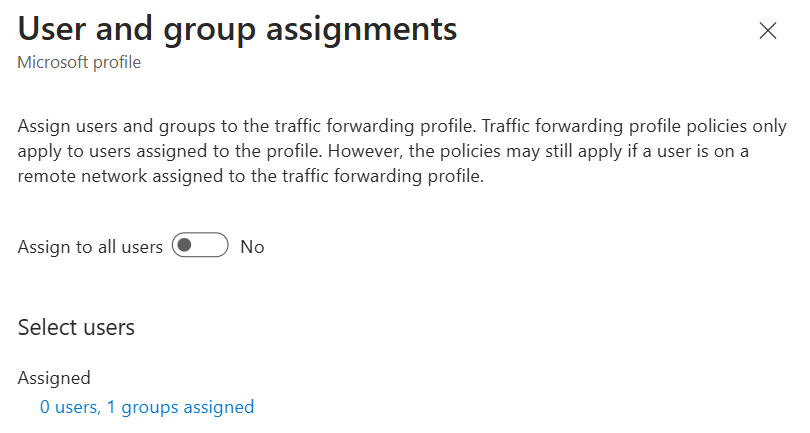 User and group assignments
Microsoft profile
Assign users and groups to the traffic forwarding profile. Traffic forwarding profile policies only
apply to users assigned to the profile. However, the policies may still apply if a user is on a
remote network assigned to the traffic forwarding profile.
Assign to all users No
Select users
Assigned
0 users, 1 groups assigned